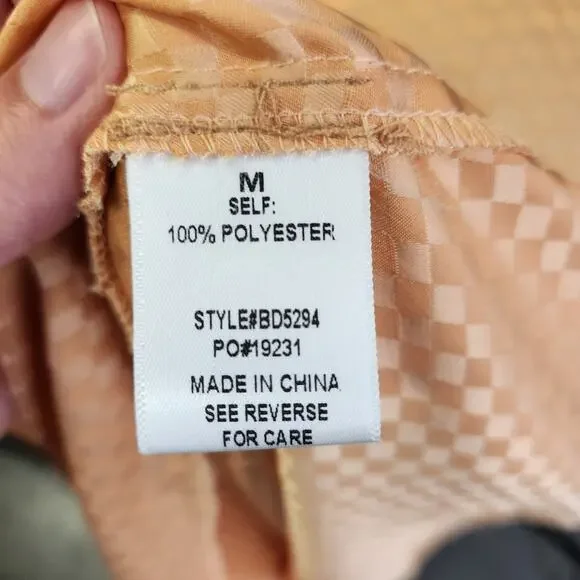 M
SELF:
100% POLYESTER
STYLE#BD5294
PO#19231
MADE IN CHINA
SEE REVERSE
FOR CARE